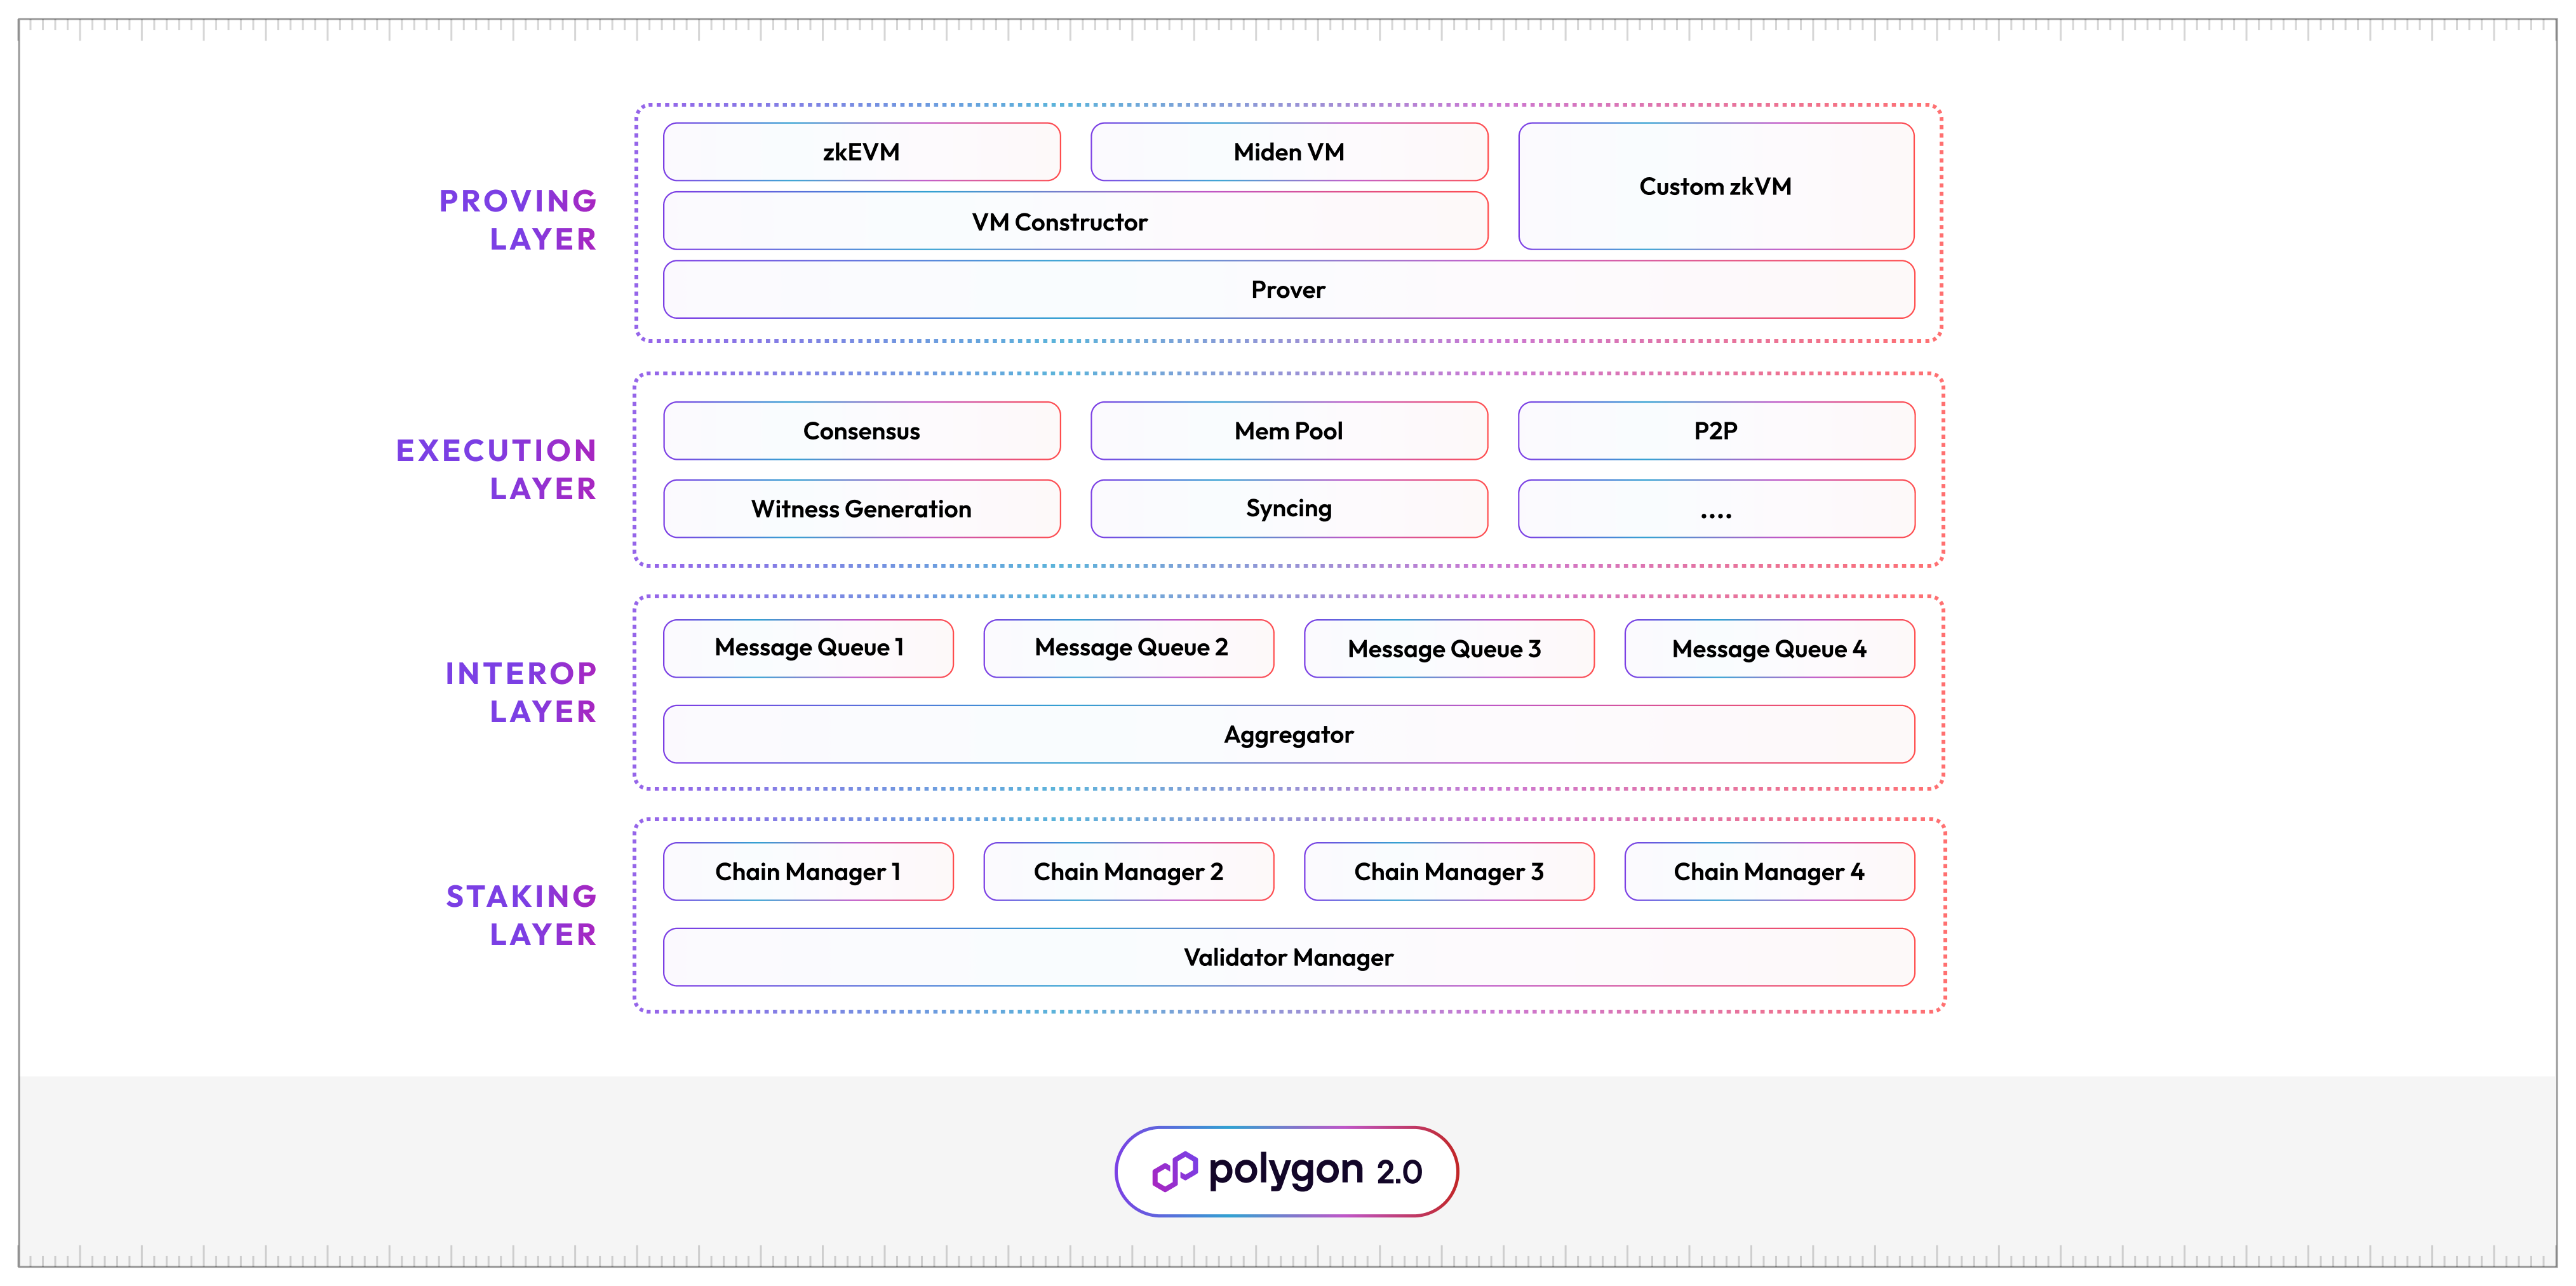 PROVING
LAYER
zkEVM
Miden VM
Custom zkVM
VM Constructor
Prover
EXECUTION
LAYER
Consensus
Mem Pool
P2P
Witness Generation
Syncing
....
INTEROP
LAYER
Message Queue 1
Message Queue 2
Message Queue 3
Message Queue 4
Aggregator
STAKING
LAYER
Chain Manager 1
Chain Manager 2
Chain Manager 3
Chain Manager 4
Validator Manager
polygon 2.0